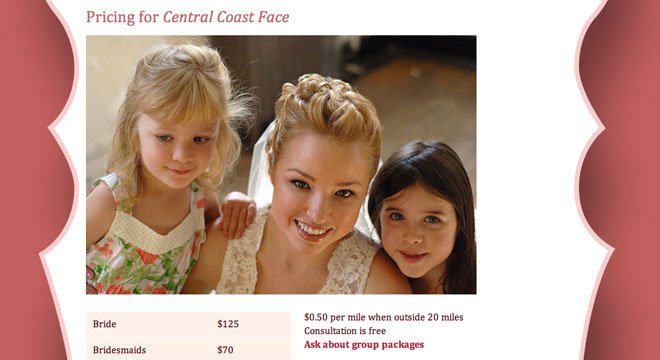 Pricing for Central Coast Face
Bride $125
Bridesmaids $70
$0.50 per mile when outside 20 miles
Consultation is free
Ask about group packages